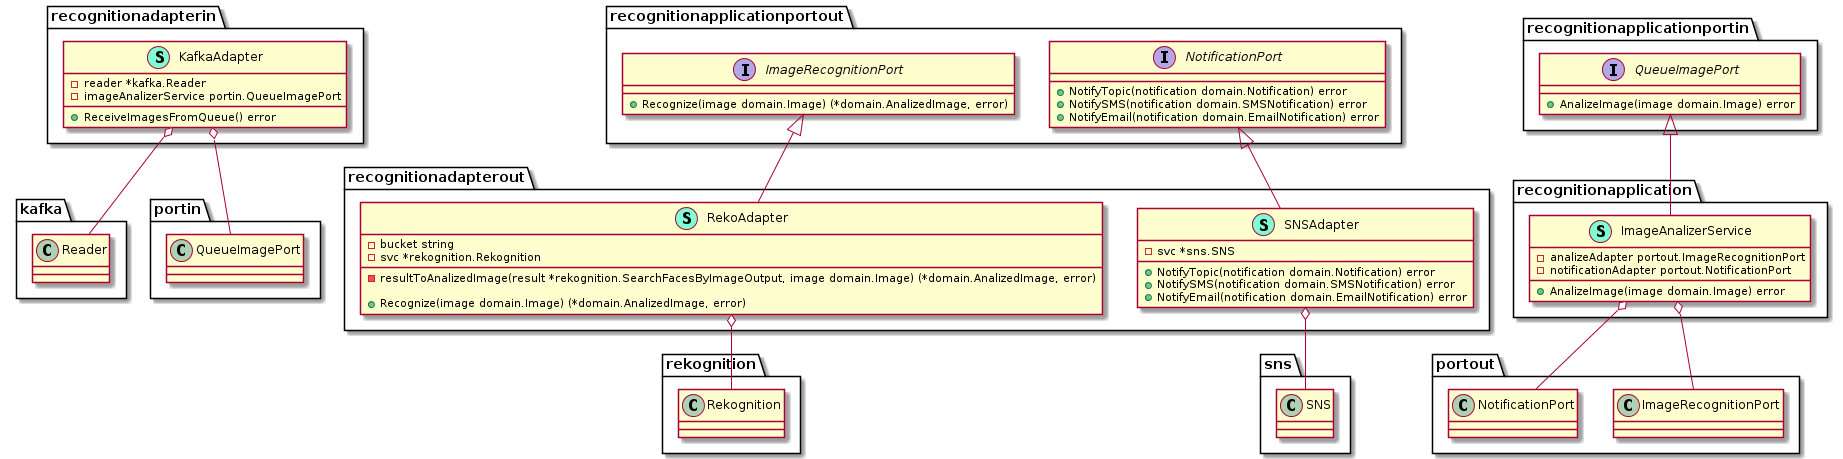 recognitionadapterin
S KafkaAdapter
reader *kafka.Reader
imageAnalizerService portin.QueueImagePort
ReceiveImagesFromQueue() error
kafka
C Reader
portin
C QueueImagePort
recognitionapplicationportout
I ImageRecognitionPort
Recognize(image domain.Image) (*domain.AnalizedImage, error)
I NotificationPort
NotifyTopic(notification domain.Notification) error
NotifySMS(notification domain.SMSNotification) error
NotifyEmail(notification domain.EmailNotification) error
recognitionadapterout
S RekoAdapter
bucket string
svc *rekognition.Rekognition
resultToAnalizedImage(result *rekognition.SearchFacesByImageOutput, image domain.Image) (*domain.AnalizedImage, error)
Recognize(image domain.Image) (*domain.AnalizedImage, error)
S SNSAdapter
svc *sns.SNS
NotifyTopic(notification domain.Notification) error
NotifySMS(notification domain.SMSNotification) error
NotifyEmail(notification domain.EmailNotification) error
rekognition
C Rekognition
sns
C SNS
recognitionapplicationportin
I QueueImagePort
AnalizeImage(image domain.Image) error
recognitionapplication
S ImageAnalizerService
analizeAdapter portout.ImageRecognitionPort
notificationAdapter portout.NotificationPort
AnalizeImage(image domain.Image) error
portout
C NotificationPort
C ImageRecognitionPort